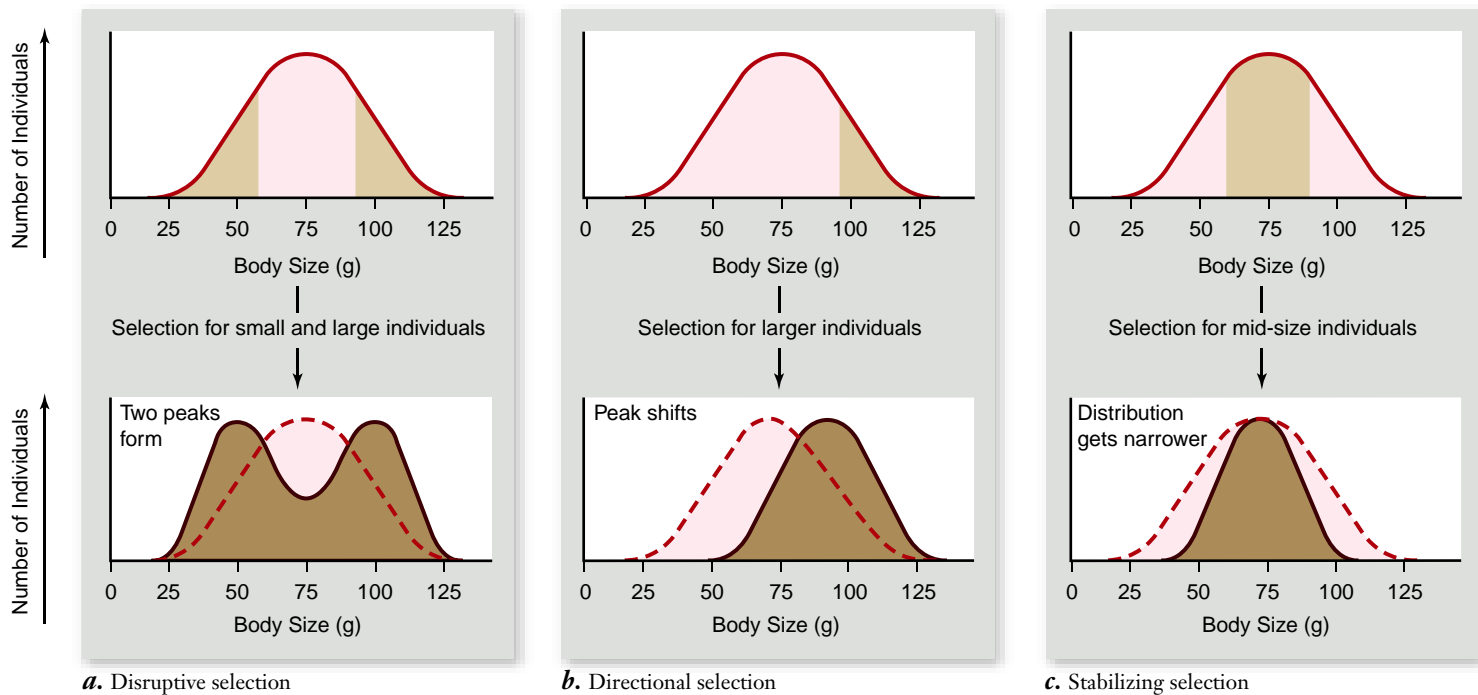 Number of Individuals
0 25 50 75 100 125
Body Size (g)
Selection for small and large individuals
Number of Individuals
Two peaks
form
0 25 50 75 100 125
Body Size (g)
a. Disruptive selection
0 25 50 75 100 125
Body Size (g)
Selection for larger individuals
Peak shifts
0 25 50 75 100 125
Body Size (g)
b. Directional selection
0 25 50 75 100 125
Body Size (g)
Selection for mid-size individuals
Distribution
gets narrower
0 25 50 75 100 125
Body Size (g)
c. Stabilizing selection